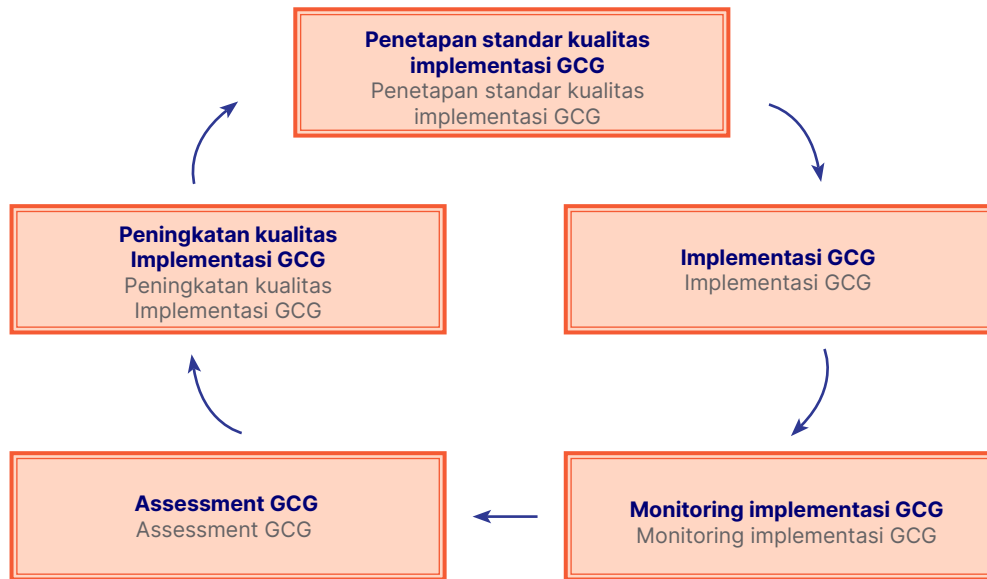 Penetapan standar kualitas
implementasi GCG
Penetapan standar kualitas
implementasi GCG
Peningkatan kualitas
Implementasi GCG
Peningkatan kualitas
Implementasi GCG
Implementasi GCG
Implementasi GCG
Assessment GCG
Assessment GCG
Monitoring implementasi GCG
Monitoring implementasi GCG